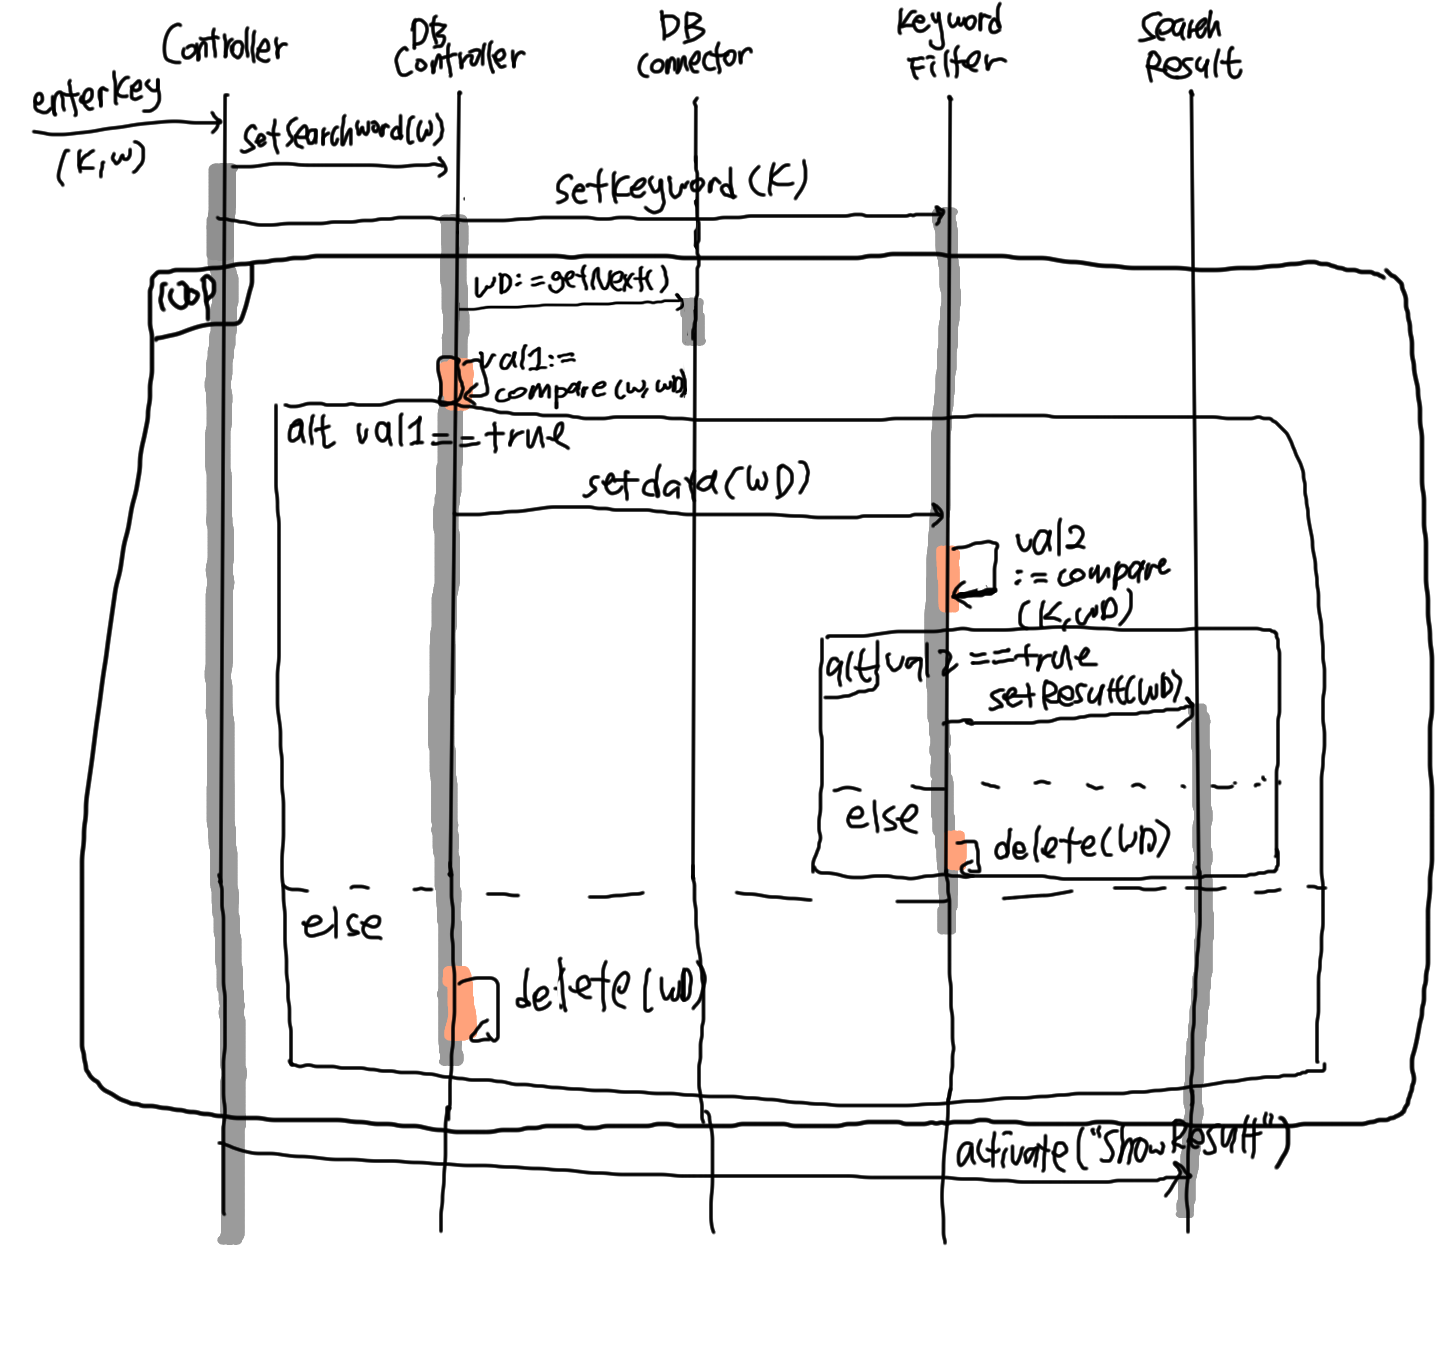 Controller
DB
Controller
DB
Connector
Keyword
Filter
Search
Result
enterkey
(K,w)
setSearchword(w)
setkeyword(K)
loop
WD:=getNext()
val1:=
compare(w,wD)
alt val1==true
setdata(WD)
val2
:=compare
(K,WD)
alt val2==true
setResult(WD)
else
delete(WD)
else
delete(WD)
activate("ShowResult")